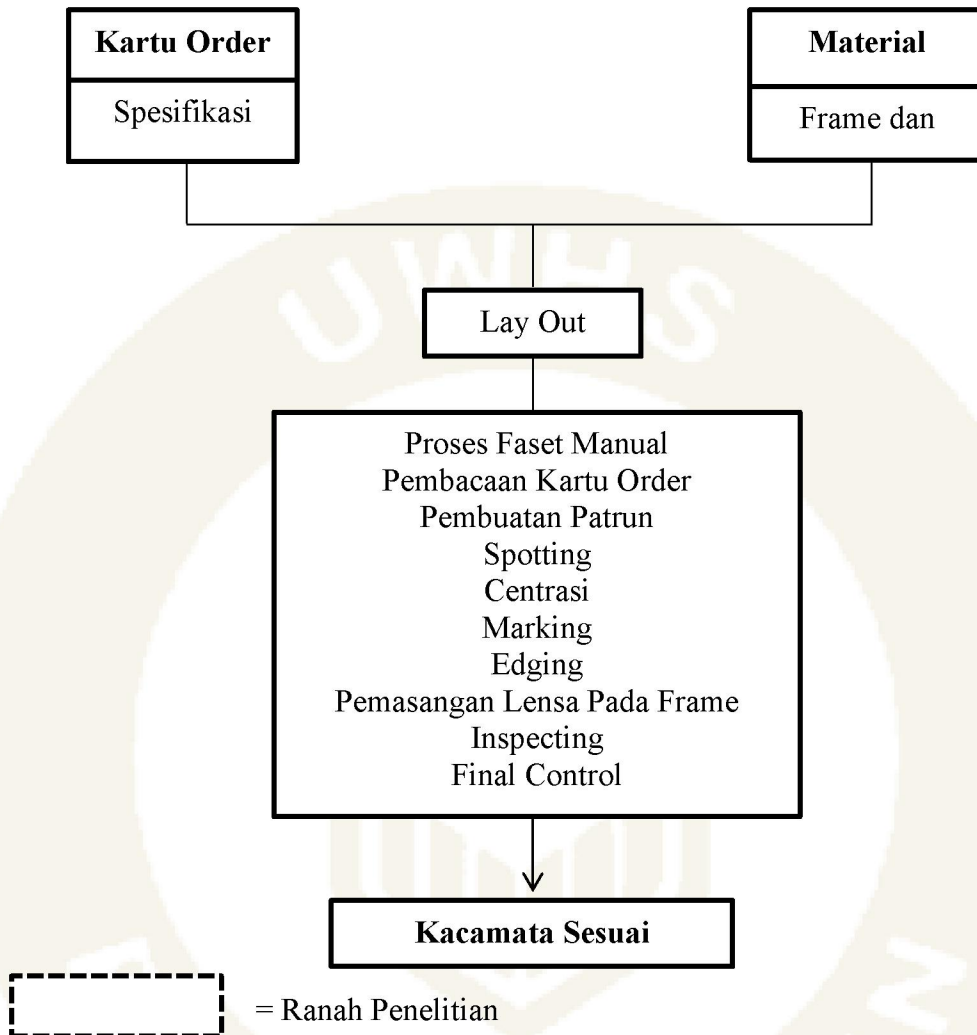 Kartu Order
Spesifikasi
Material
Frame dan
UWHS
Lay Out
Proses Faset Manual
Pembacaan Kartu Order
Pembuatan Patrun
Spotting
Centrasi
Marking
Edging
Pemasangan Lensa Pada Frame
Inspecting
Final Control
Kacamata Sesuai
= Ranah Penelitian